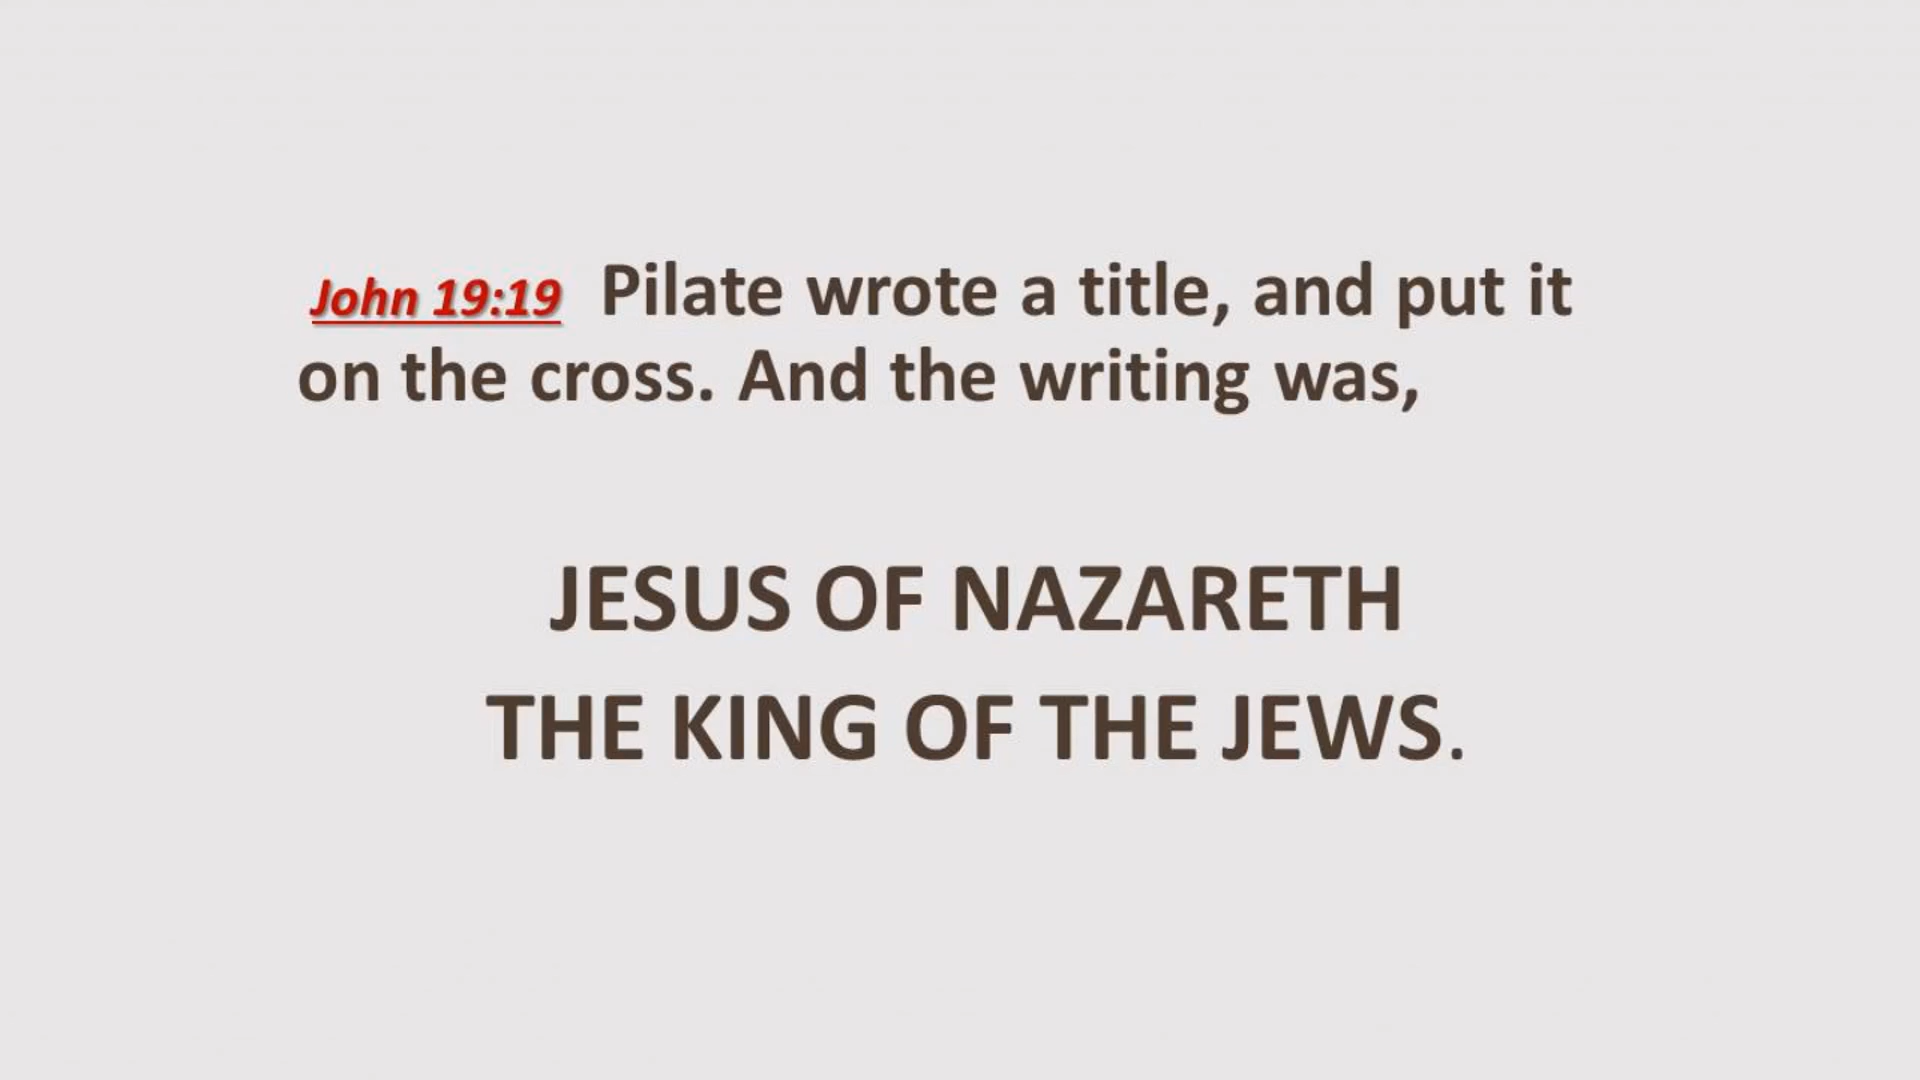 John 19:19 Pilate wrote a title, and put it
on the cross. And the writing was,
JESUS OF NAZARETH
THE KING OF THE JEWS.